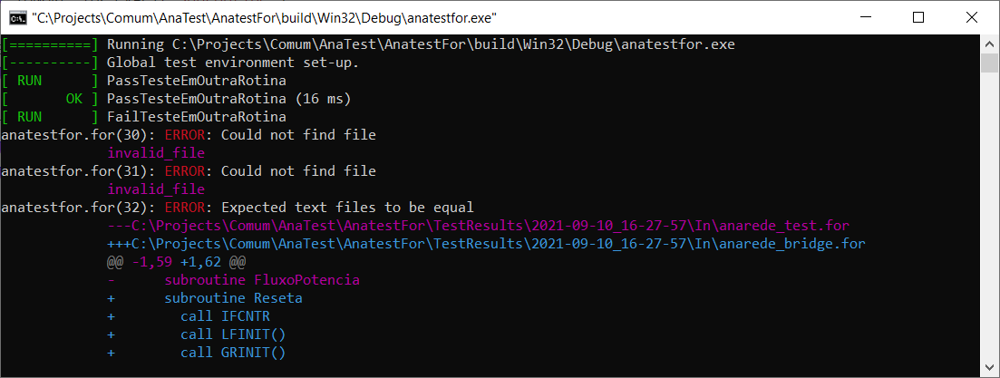 "C:\Projects\Comum\AnaTest\AnatestFor\build\Win32\Debug\anatestfor.exe"
[==========] Running C:\Projects\Comum\AnaTest\AnatestFor\build\Win32\Debug\anatestfor.exe
[----------] Global test environment set-up.
[ RUN      ] PassTesteEmOutraRotina
[       OK ] PassTesteEmOutraRotina (16 ms)
[ RUN      ] FailTesteEmOutraRotina
anatestfor.for(30): ERROR: Could not find file
             invalid_file
anatestfor.for(31): ERROR: Could not find file
             invalid_file
anatestfor.for(32): ERROR: Expected text files to be equal
             ---C:\Projects\Comum\AnaTest\AnatestFor\TestResults\2021-09-10_16-27-57\In\anarede_test.for
             +++C:\Projects\Comum\AnaTest\AnatestFor\TestResults\2021-09-10_16-27-57\In\anarede_bridge.for
             @@ -1,59 +1,62 @@
             -      subroutine FluxoPotencia
             +      subroutine Reseta
             +        call IFCNTR
             +        call LFINIT()
             +        call GRINIT()